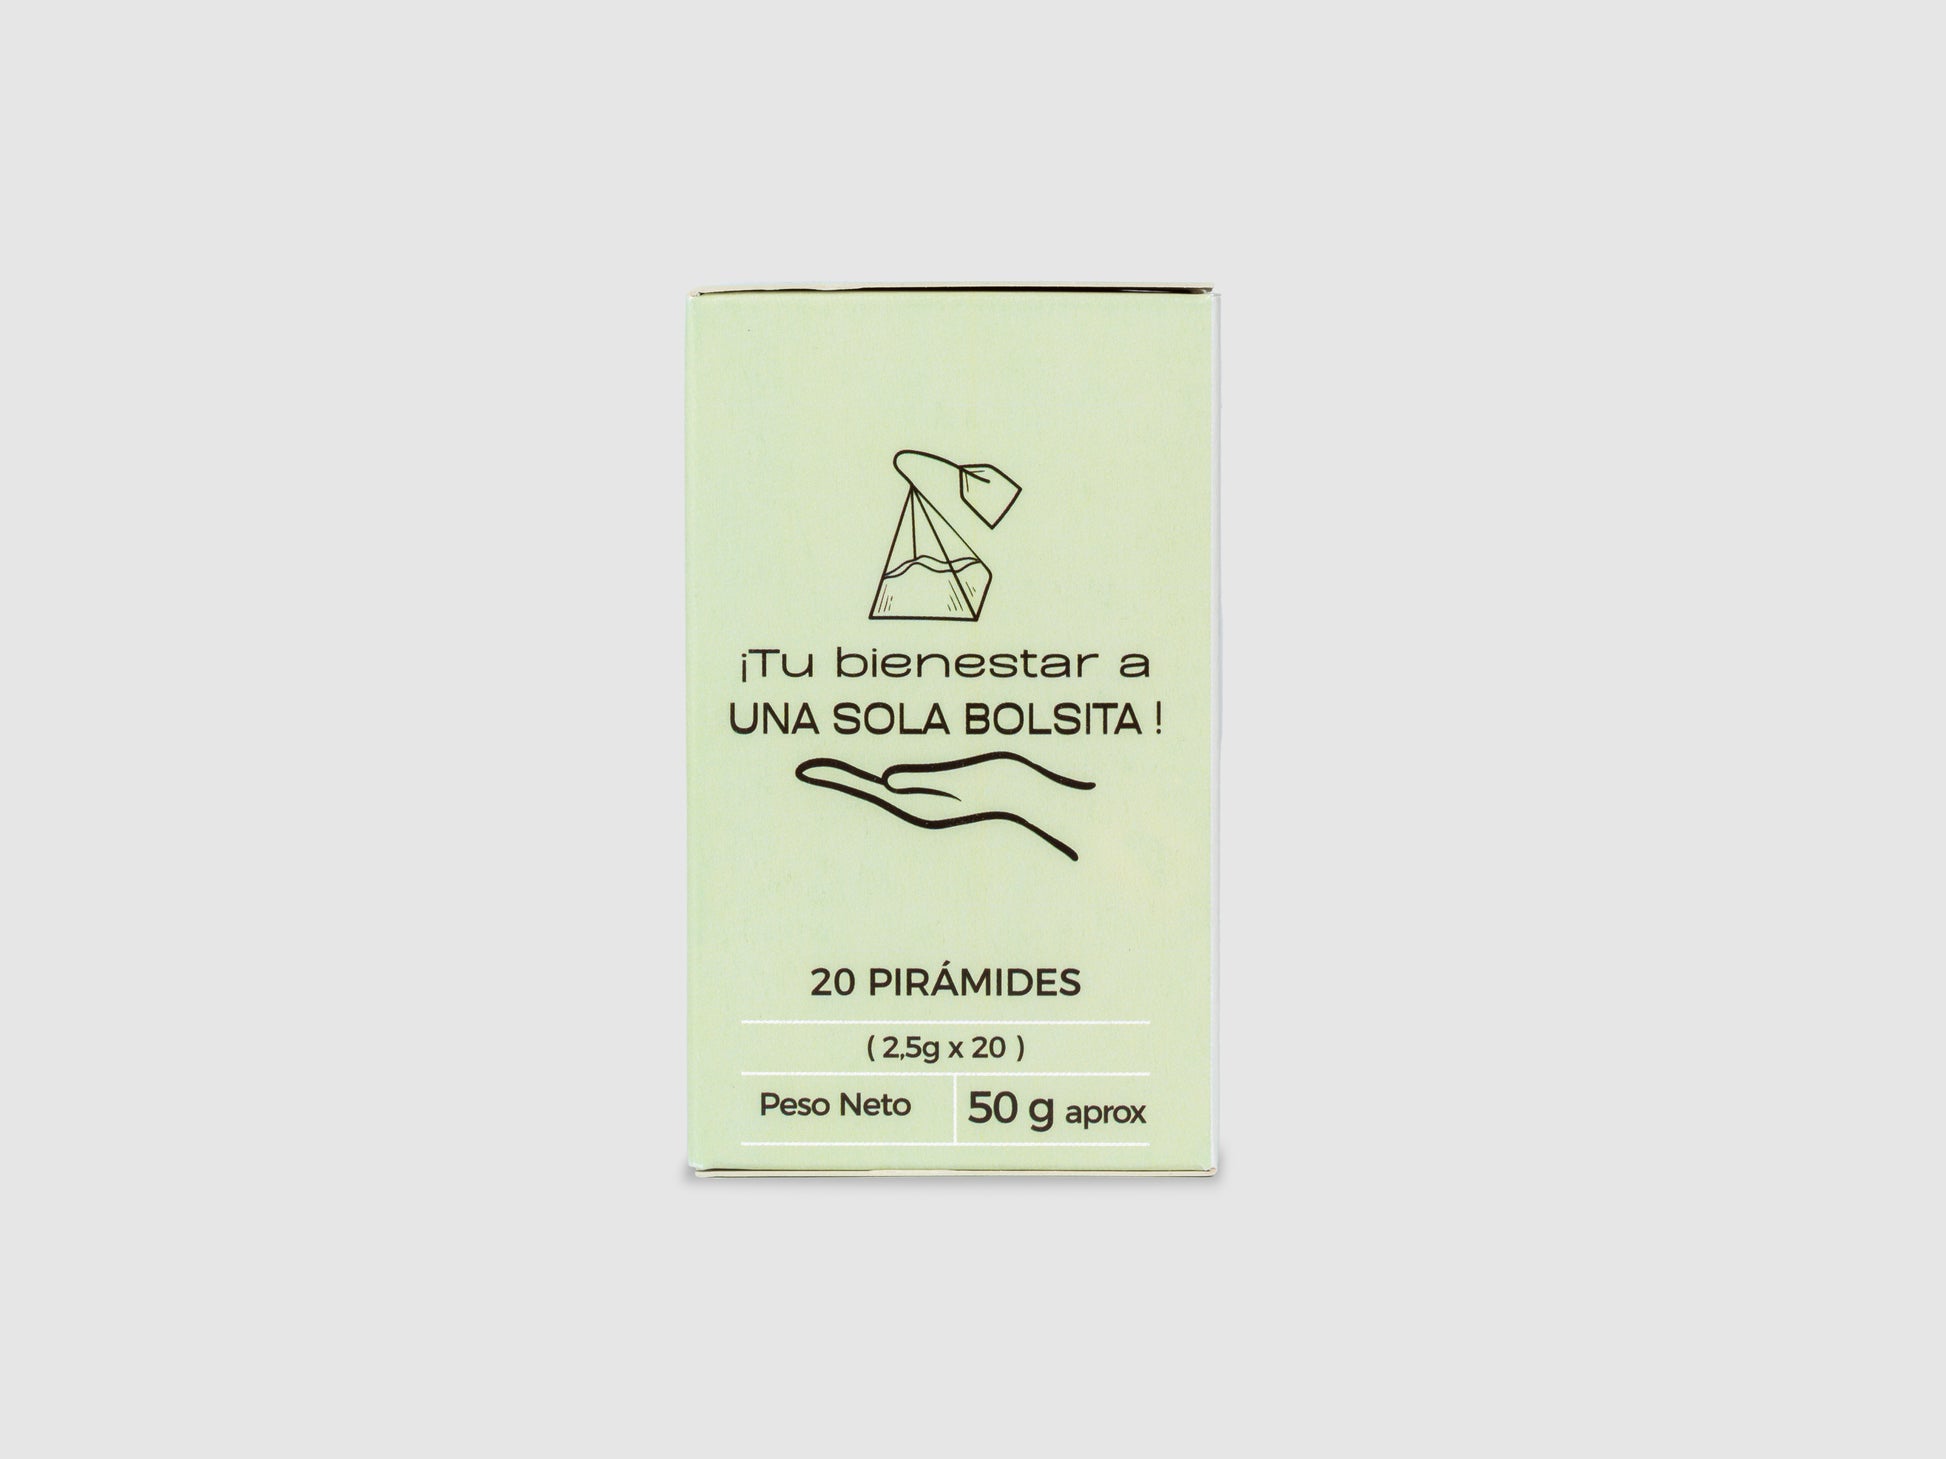 ¡Tu bienestar a
UNA SOLA BOLSITA !
20 PIRÁMIDES
( 2,5g x 20 )
Peso Neto 50 g aprox